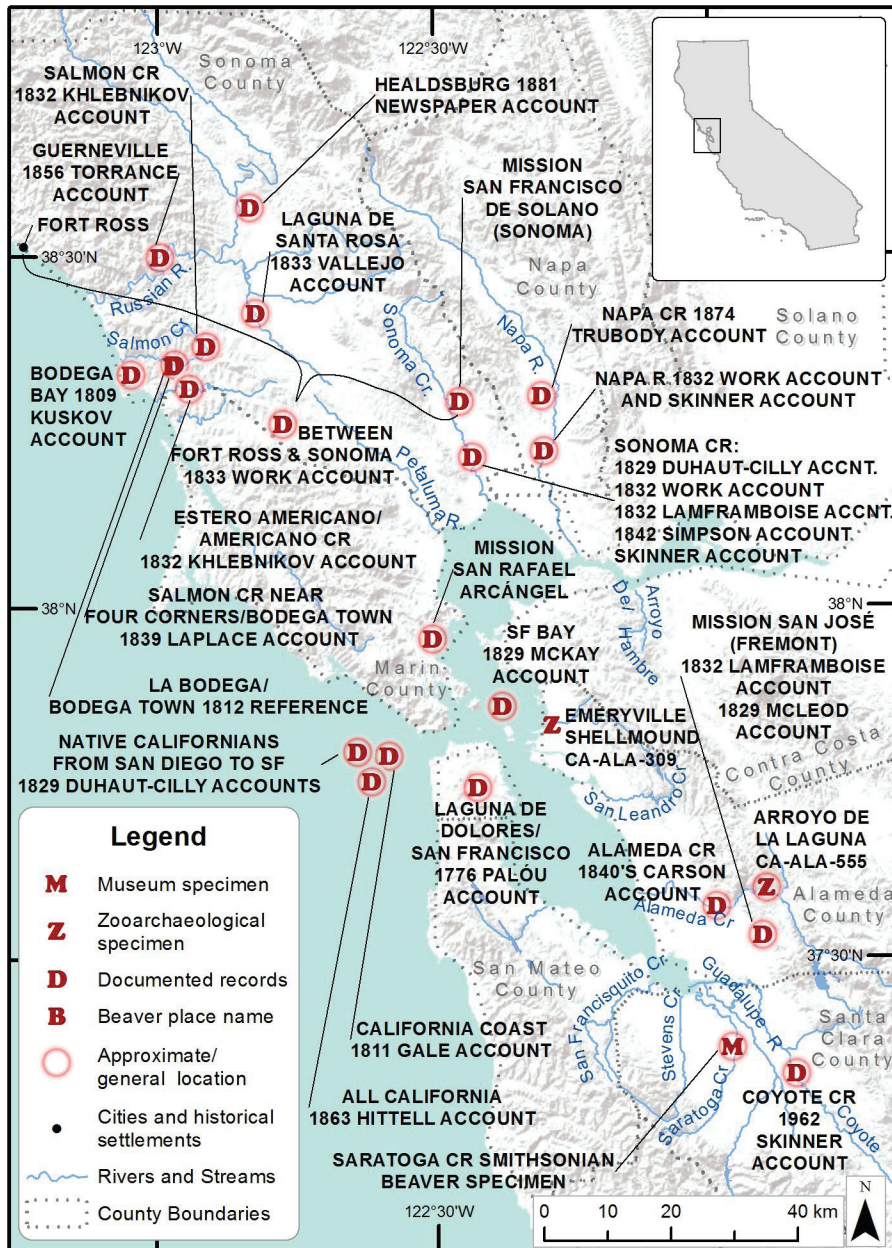 123°W
122°30'W
Sonoma
County
SALMON CR
1832 KHLEBNIKOV
ACCOUNT
HEALDSBURG 1881
NEWSPAPER ACCOUNT
GUERNEVILLE
1856 TORRANCE
ACCOUNT
MISSION
SAN FRANCISCO
DE SOLANO
(SONOMA)
FORT ROSS
LAGUNA DE
SANTA ROSA
1833 VALLEJO
ACCOUNT
38°30'N
D
D
D
Russian R.
Napa
County
Sonoma Cr.
Napa R.
NAPA CR 1874
TRUBODY ACCOUNT
Solano
County
Salmon Cr.
D
D
D
D
BODEGA
BAY 1809
KUSKOV
ACCOUNT
NAPA R.1832 WORK ACCOUNT
AND SKINNER ACCOUNT
D
D
D
D
D
BETWEEN
FORT ROSS & SONOMA
1833 WORK ACCOUNT
Petaluma R.
SONOMA CR:
1829 DUHAUT-CILLY ACCNT.
1832 WORK ACCOUNT
1832 LAMFRAMBOISE ACCNT.
1842 SIMPSON ACCOUNT
SKINNER ACCOUNT
ESTERO AMERICANO/
AMERICANO CR
1832 KHLEBNIKOV ACCOUNT
MISSION
SAN RAFAEL
ARCÁNGEL
SALMON CR NEAR
FOUR CORNERS/BODEGA TOWN
1839 LAPLACE ACCOUNT
38°N
38°N
Arroyo
Del Hambre
D
Marin
County
SF BAY
1829 MCKAY
ACCOUNT
MISSION SAN JOSÉ
(FREMONT)
1832 LAMFRAMBOISE
ACCOUNT
1829 MCLEOD
ACCOUNT
LA BODEGA/
BODEGA TOWN 1812 REFERENCE
D
Z
EMERYVILLE
SHELLMOUND
CA-ALA-309
Contra Costa
County
NATIVE CALIFORNIANS
FROM SAN DIEGO TO SF
1829 DUHAUT-CILLY ACCOUNTS
D
D
D
D
San Leandro Cr
LAGUNA DE
DOLORES/
SAN FRANCISCO
1776 PALÓU
ACCOUNT
ARROYO DE
LA LAGUNA
CA-ALA-555
ALAMEDA CR
1840'S CARSON
ACCOUNT
Z
D
D
Alameda Cr
Alameda
County
37°30'N
San Mateo
County
San Francisquito Cr.
Stevens Cr
Guadalupe R
Saratoga Cr
Santa
Clara
County
M
D
Coyote
CALIFORNIA COAST
1811 GALE ACCOUNT
ALL CALIFORNIA
1863 HITTELL ACCOUNT
COYOTE CR
1962
SKINNER
ACCOUNT
SARATOGA CR SMITHSONIAN
BEAVER SPECIMEN
Legend
M Museum specimen
Z Zooarchaeological
specimen
D Documented records
B Beaver place name
Approximate/
general location
Cities and historical
settlements
Rivers and Streams
County Boundaries
122°30'W
0 10 20 40 km
N